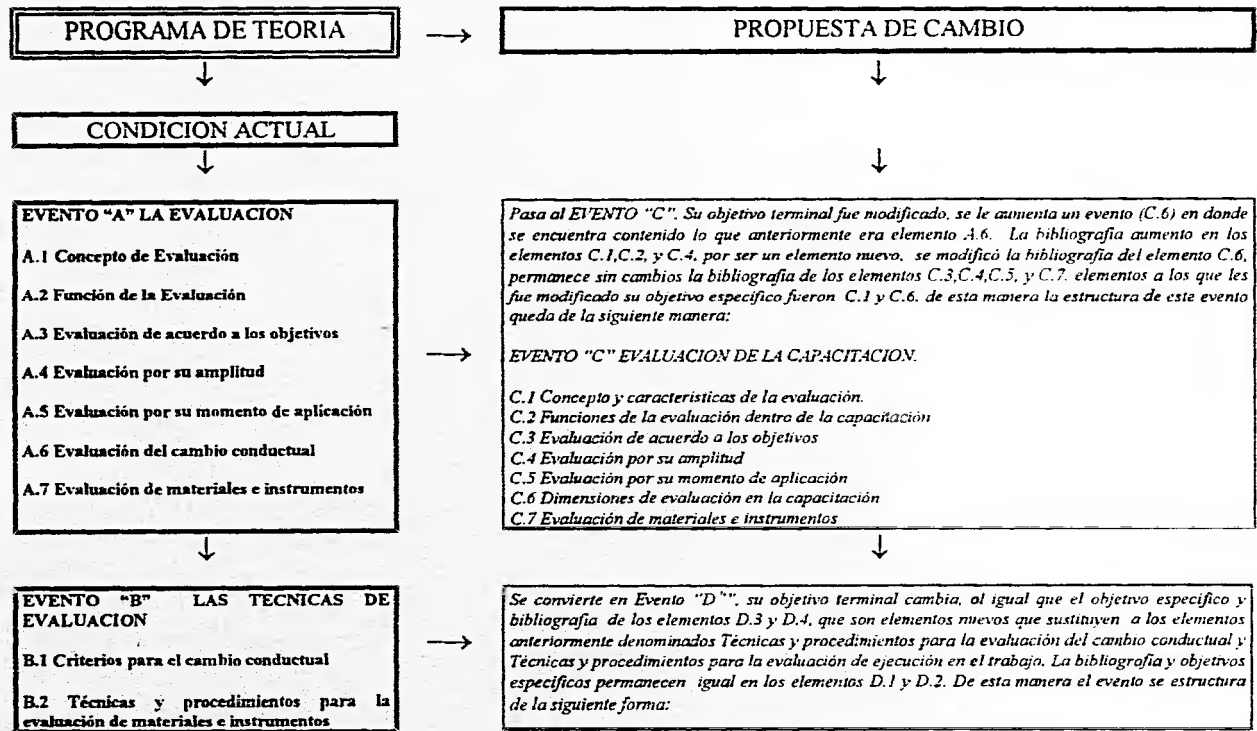 PROGRAMA DE TEORIA
PROPUESTA DE CAMBIO
CONDICION ACTUAL
EVENTO "A" LA EVALUACION
A.1 Concepto de Evaluación
A.2 Función de la Evaluación
A.3 Evaluación de acuerdo a los objetivos
A.4 Evaluación por su amplitud
A.5 Evaluación por su momento de aplicación
A.6 Evaluación del cambio conductual
A.7 Evaluación de materiales e instrumentos
Pasa al EVENTO "C". Su objetivo terminal fue modificado, se le aumenta un evento (C.6) en donde
se encuentra contenido lo que anteriormente era elemento A.6. La bibliografia aumento en los
elementos C.1,C.2, y C.4, por ser un elemento nuevo, se modificó la bibliografia del elemento C.6,
permanece sin cambios la bibliografia de los elementos C.3,C.4,C.5, y C.7. elementos a los que les
fue modificado su objetivo especifico fueron C.1 y C.6. de esta manera la estructura de este evento
queda de la siguiente manera:
EVENTO "C" EVALUACION DE LA CAPACITACION.
C.1 Concepto y caracteristicas de la evaluación.
C.2 Funciones de la evaluación dentro de la capacitación
C.3 Evaluación de acuerdo a los objetivos
C.4 Evaluación por su amplitud
C.5 Evaluación por su momento de aplicación
C.6 Dimensiones de evaluación en la capacitación
C.7 Evaluación de materiales e instrumentos
EVENTO "B" LAS TECNICAS DE
EVALUACION
B.1 Criterios para el cambio conductual
B.2 Técnicas y procedimientos para la
evaluación de materiales e instrumentos
Se convierte en Evento "D"", su objetivo terminal cambia, al igual que el objetivo especifico y
bibliografia de los elementos D.3 y D.4, que son elementos nuevos que sustituyen a los elementos
anteriormente denominados Técnicas y procedimientos para la evaluación del cambio conductual y
Técnicas y procedimientos para la evaluación de ejecución en el trabajo. La bibliografia y objetivos
especificos permanecen igual en los elementos D.1 y D.2. De esta manera el evento se estructura
de la siguiente forma: